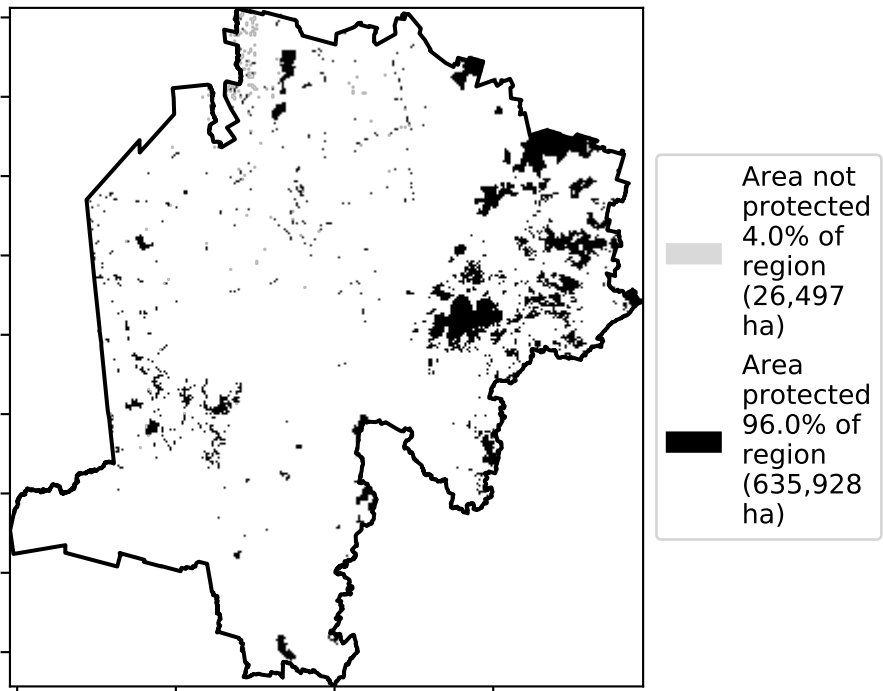 Area not
protected
4.0% of
region
(26,497
ha)
Area
protected
96.0% of
region
(635,928
ha)